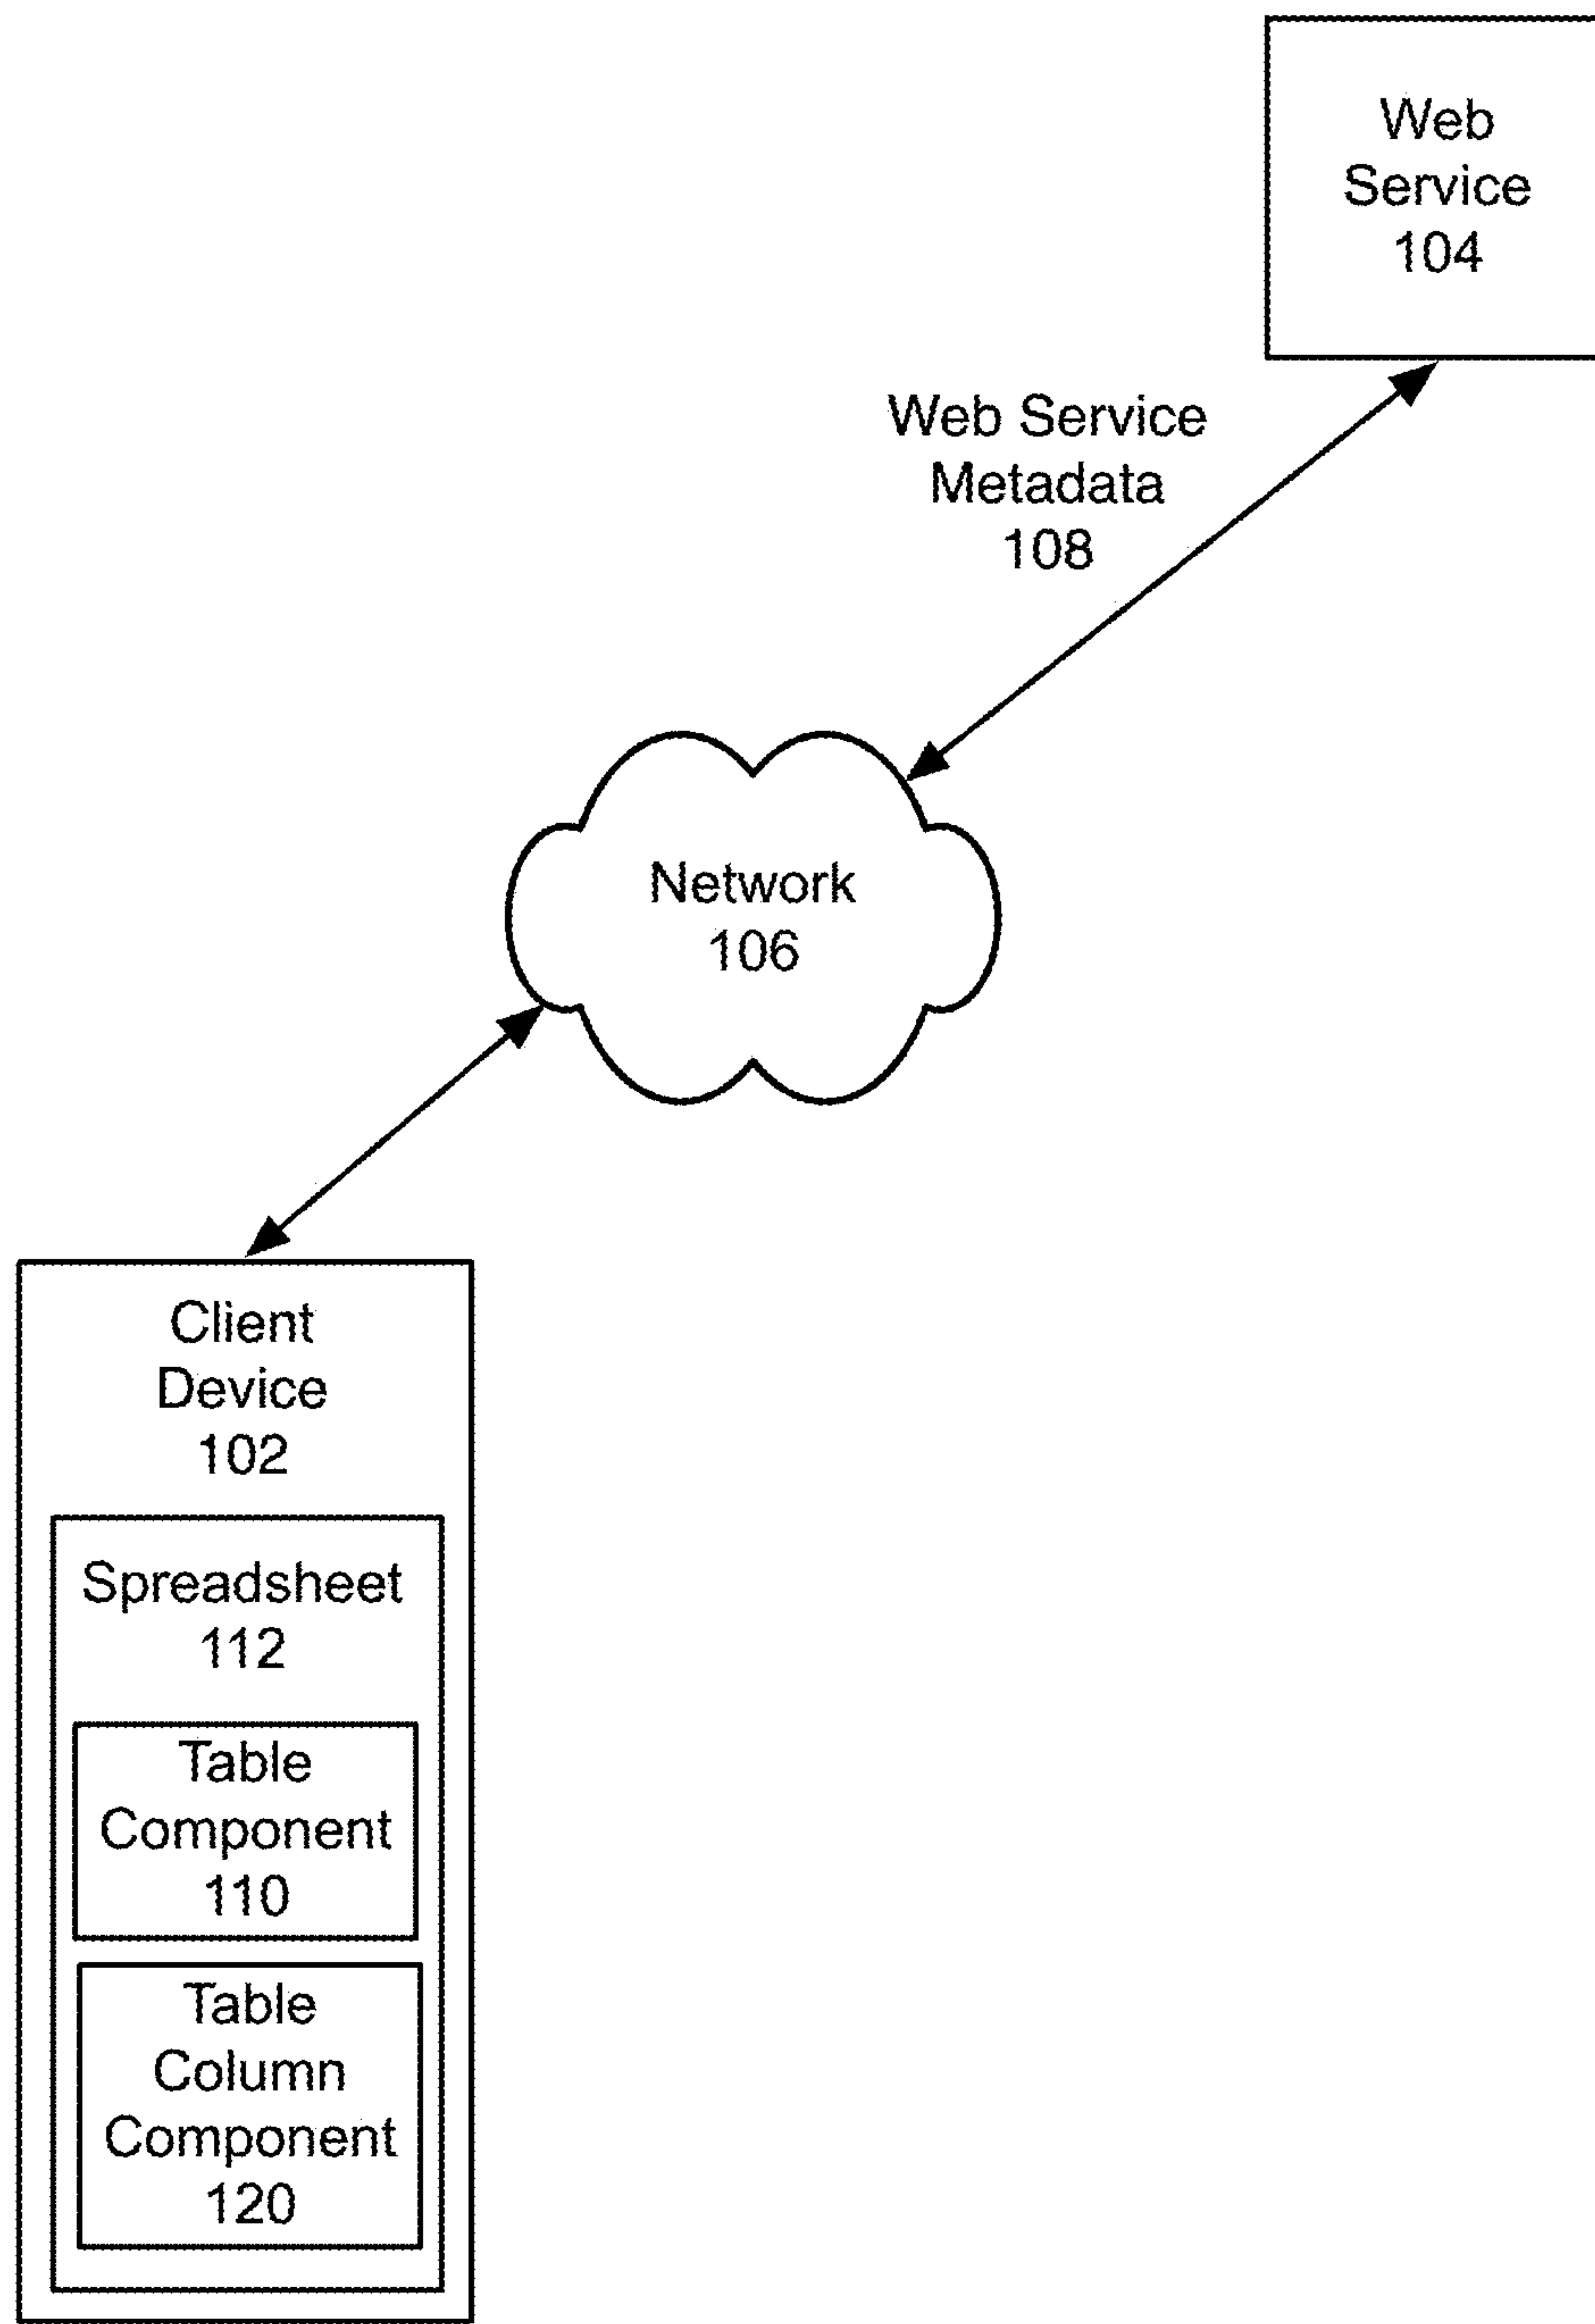 Web
Service
104
Web Service
Metadata
108
Network
106
Client
Device
102
Spreadsheet
112
Table
Component
110
Table
Column
Component
120